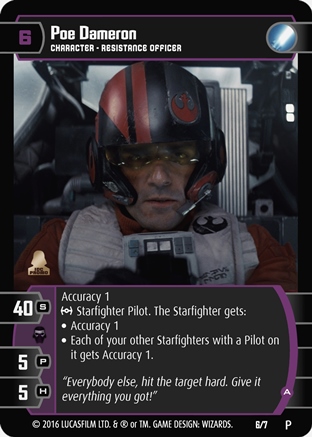 6
Poe Dameron
CHARACTER - RESISTANCE OFFICER
Accuracy 1
Starfighter Pilot. The Starfighter gets:
• Accuracy 1
• Each of your other Starfighters with a Pilot on
it gets Accuracy 1.
"Everybody else, hit the target hard. Give it
everything you got!"
40 S
5 P
5 H
A
© 2016 LUCASFILM LTD. & ® or TM. GAME DESIGN: WIZARDS.
6/7
P